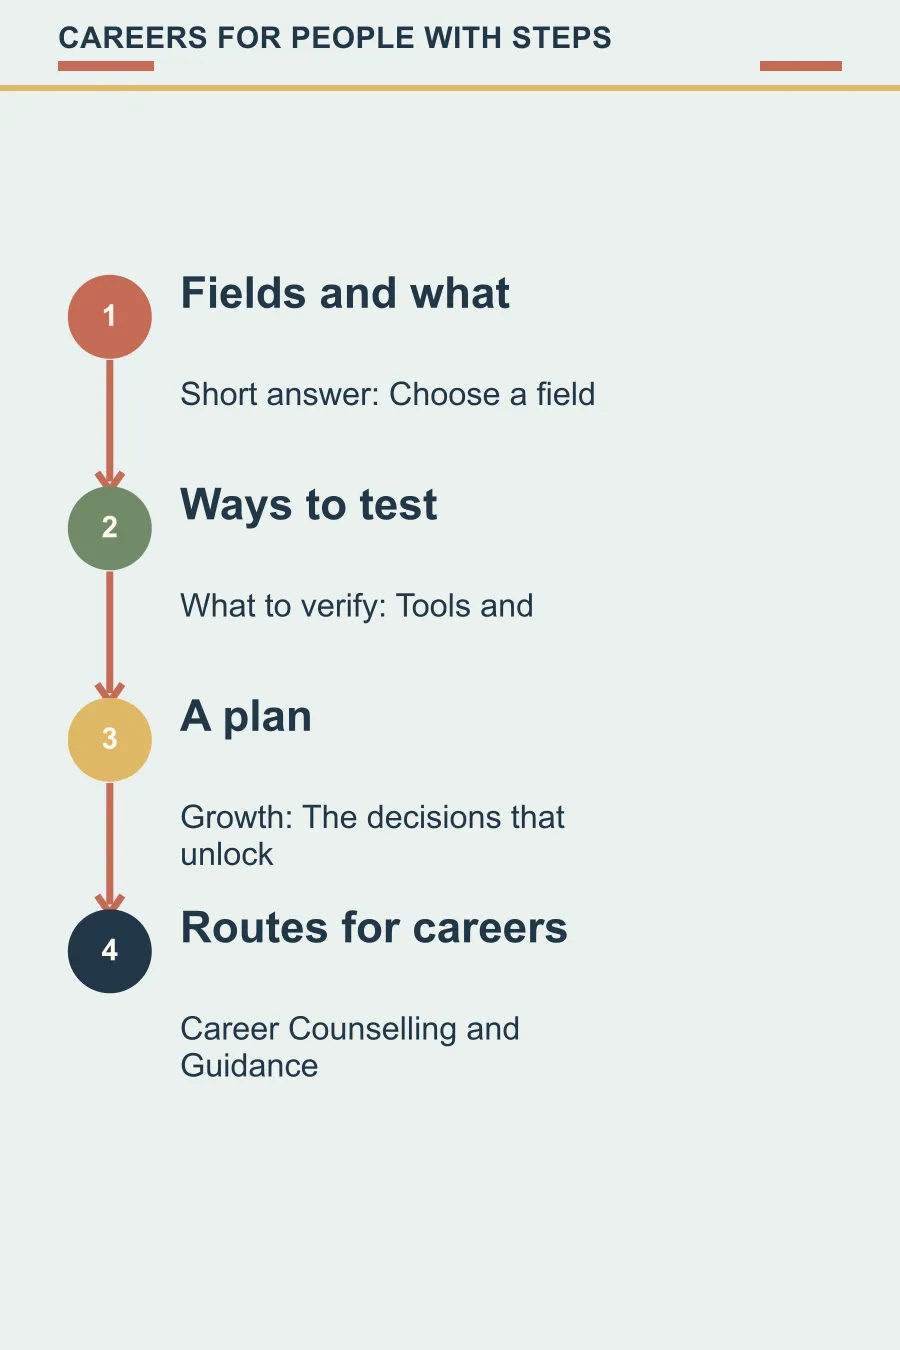 CAREERS FOR PEOPLE WITH STEPS
1
Fields and what
Short answer: Choose a field
2
Ways to test
What to verify: Tools and
3
A plan
Growth: The decisions that
unlock
4
Routes for careers
Career Counselling and
Guidance